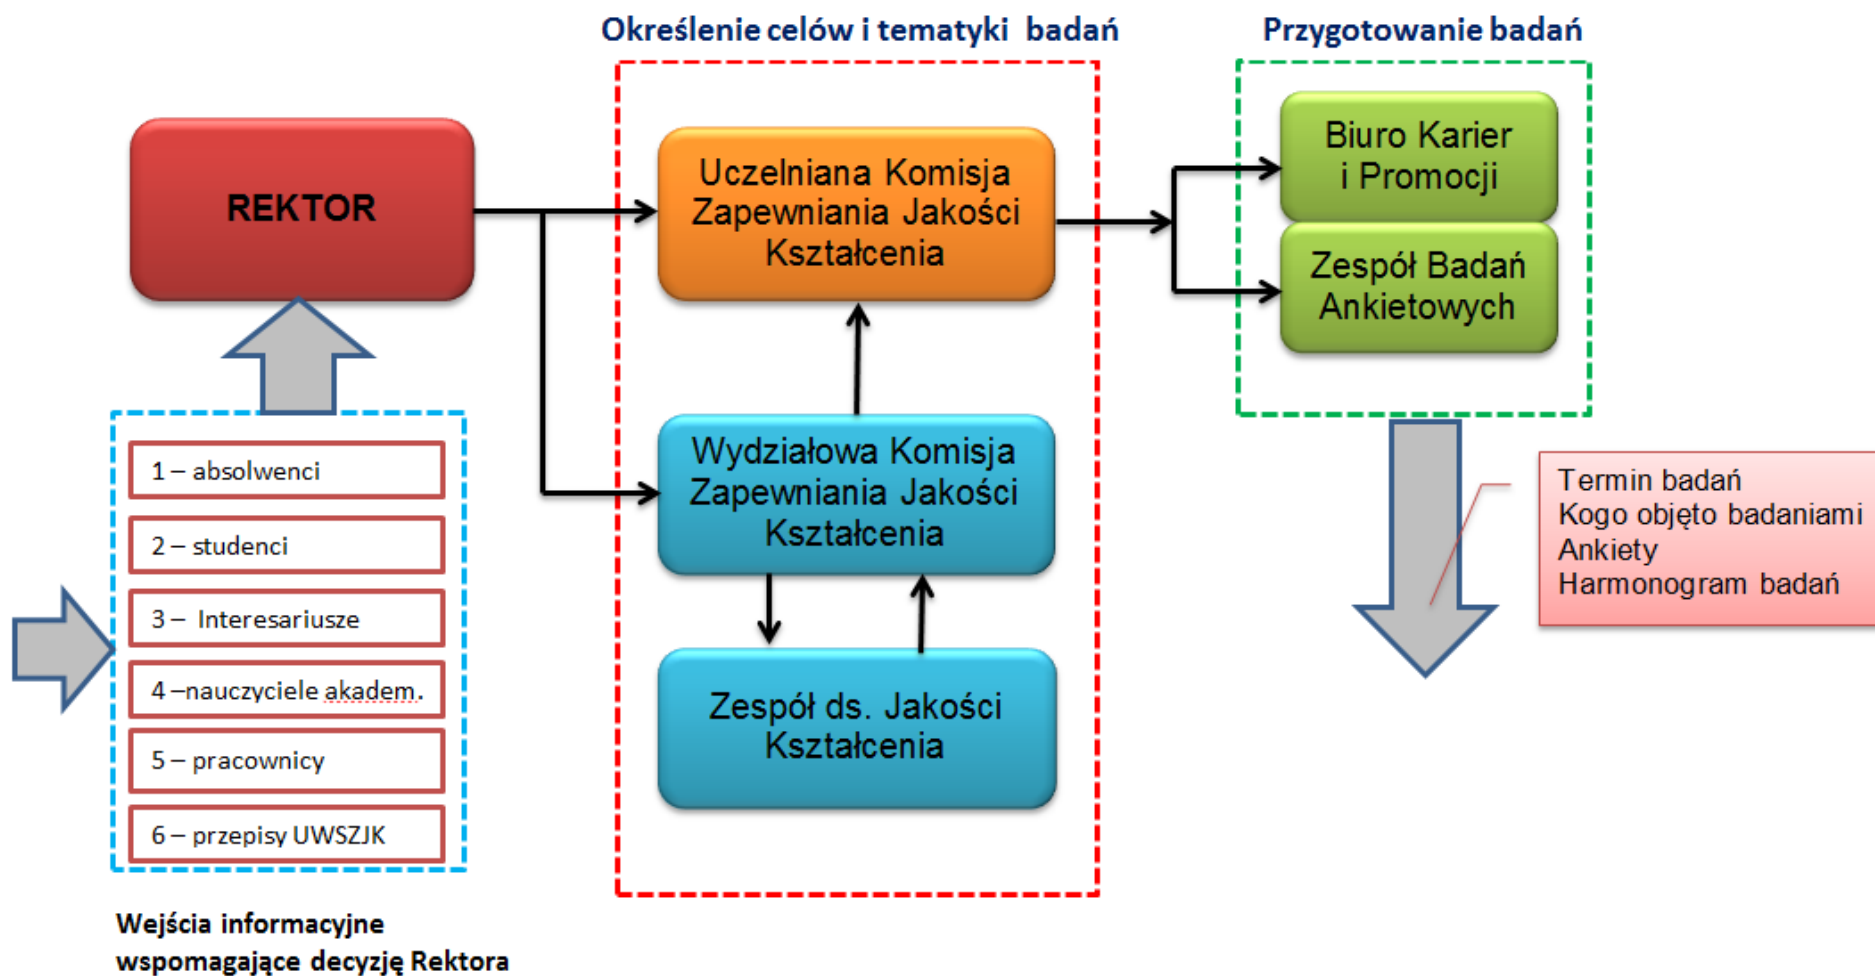 Określenie celów i tematyki badań
Przygotowanie badań
REKTOR
Uczelniana Komisja
Zapewniania Jakości
Kształcenia
Biuro Karier
i Promocji
Zespół Badań
Ankietowych
Wydziałowa Komisja
Zapewniania Jakości
Kształcenia
Zespół ds. Jakości
Kształcenia
Termin badań
Kogo objęto badaniami
Ankiety
Harmonogram badań
1 – absolwenci
2 – studenci
3 – Interesariusze
4 –nauczyciele akadem.
5 – pracownicy
6 – przepisy UWSZJK
Wejścia informacyjne
wspomagające decyzję Rektora